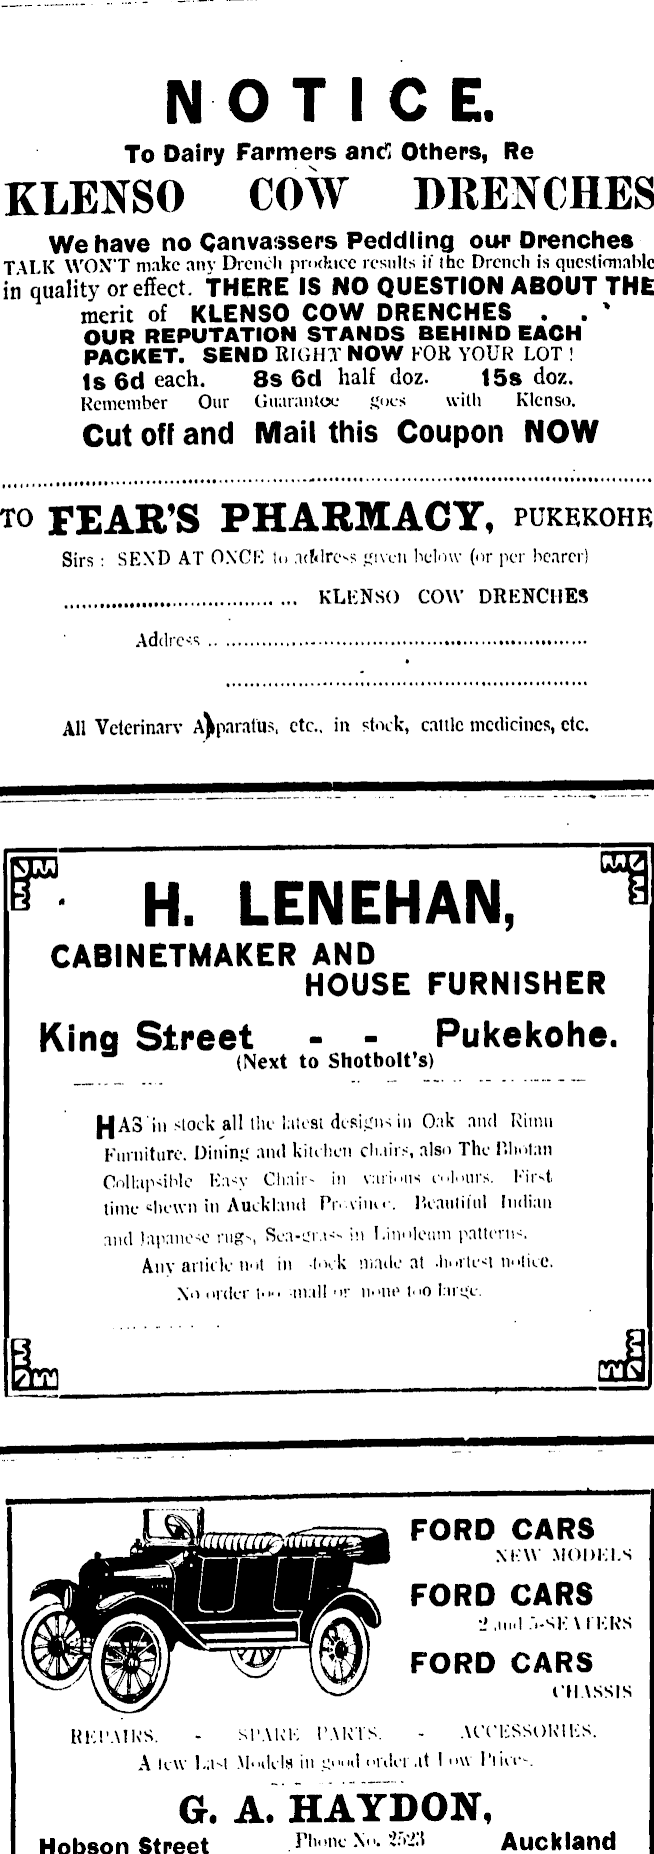 NOTICE.
To Dairy Farmers and Others, Re
KLENSO COW DRENCHES
We have no Canvassers Peddling our Drenches
TALK WON'T make any Drench produce results if the Drench is questionable
in quality or effect. THERE IS NO QUESTION ABOUT THE
merit of KLENSO COW DRENCHES . .
OUR REPUTATION STANDS BEHIND EACH
PACKET. SEND RIGHT NOW FOR YOUR LOT !
1s 6d each. 8s 6d half doz. 15s doz.
Remember Our Guarantee goes with Klenso.
Cut off and Mail this Coupon NOW
TO FEAR'S PHARMACY, PUKEKOHE
Sirs : SEND AT ONCE to address given below (or per bearer)
KLENSO COW DRENCHES
Address
All Veterinary Apparatus, etc., in stock, cattle medicines, etc.
H. LENEHAN,
CABINETMAKER AND
HOUSE FURNISHER
King Street - - Pukekohe.
(Next to Shotbolt's)
HAS in stock all the latest designs in Oak and Rimu
Furniture. Dining and kitchen chairs, also The Bhotan
Collapsible Easy Chairs in various colours. First
time shewn in Auckland Province. Beautiful Indian
and Japanese rugs, Sea-grass in Linoleum patterns.
Any article not in stock made at shortest notice.
No order too small or none too large.
FORD CARS
NEW MODELS
FORD CARS
2 and 5-SEATERS
FORD CARS
CHASSIS
REPAIRS. - SPARE PARTS. - ACCESSORIES.
A few Last Models in good order at Low Prices.
G. A. HAYDON,
Hobson Street Phone No. 2523 Auckland